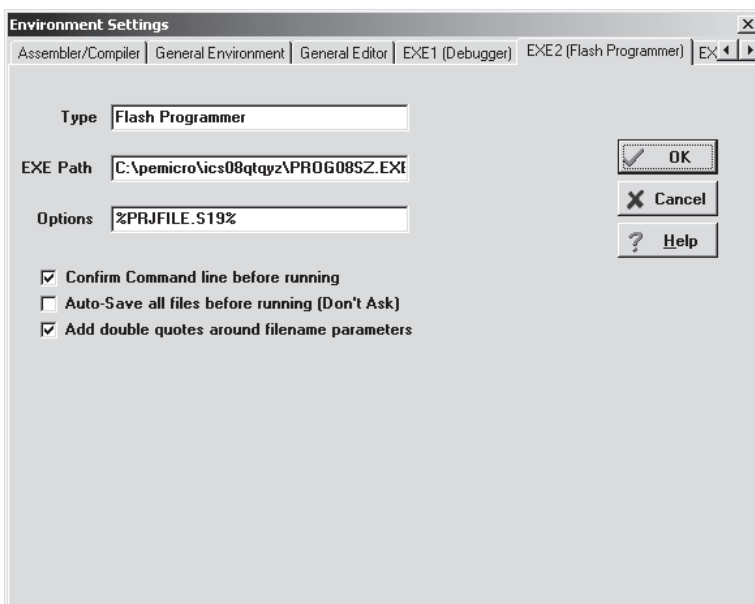 Environment Settings
Assembler/Compiler General Environment General Editor EXE1 (Debugger) EXE2 (Flash Programmer) EX
Type Flash Programmer
EXE Path C:\pemicro\ics08qtqyz\PROG08SZ.EXE
Options %PRJFILE.S19%
OK
Cancel
Help
Confirm Command line before running
Auto-Save all files before running (Don't Ask)
Add double quotes around filename parameters